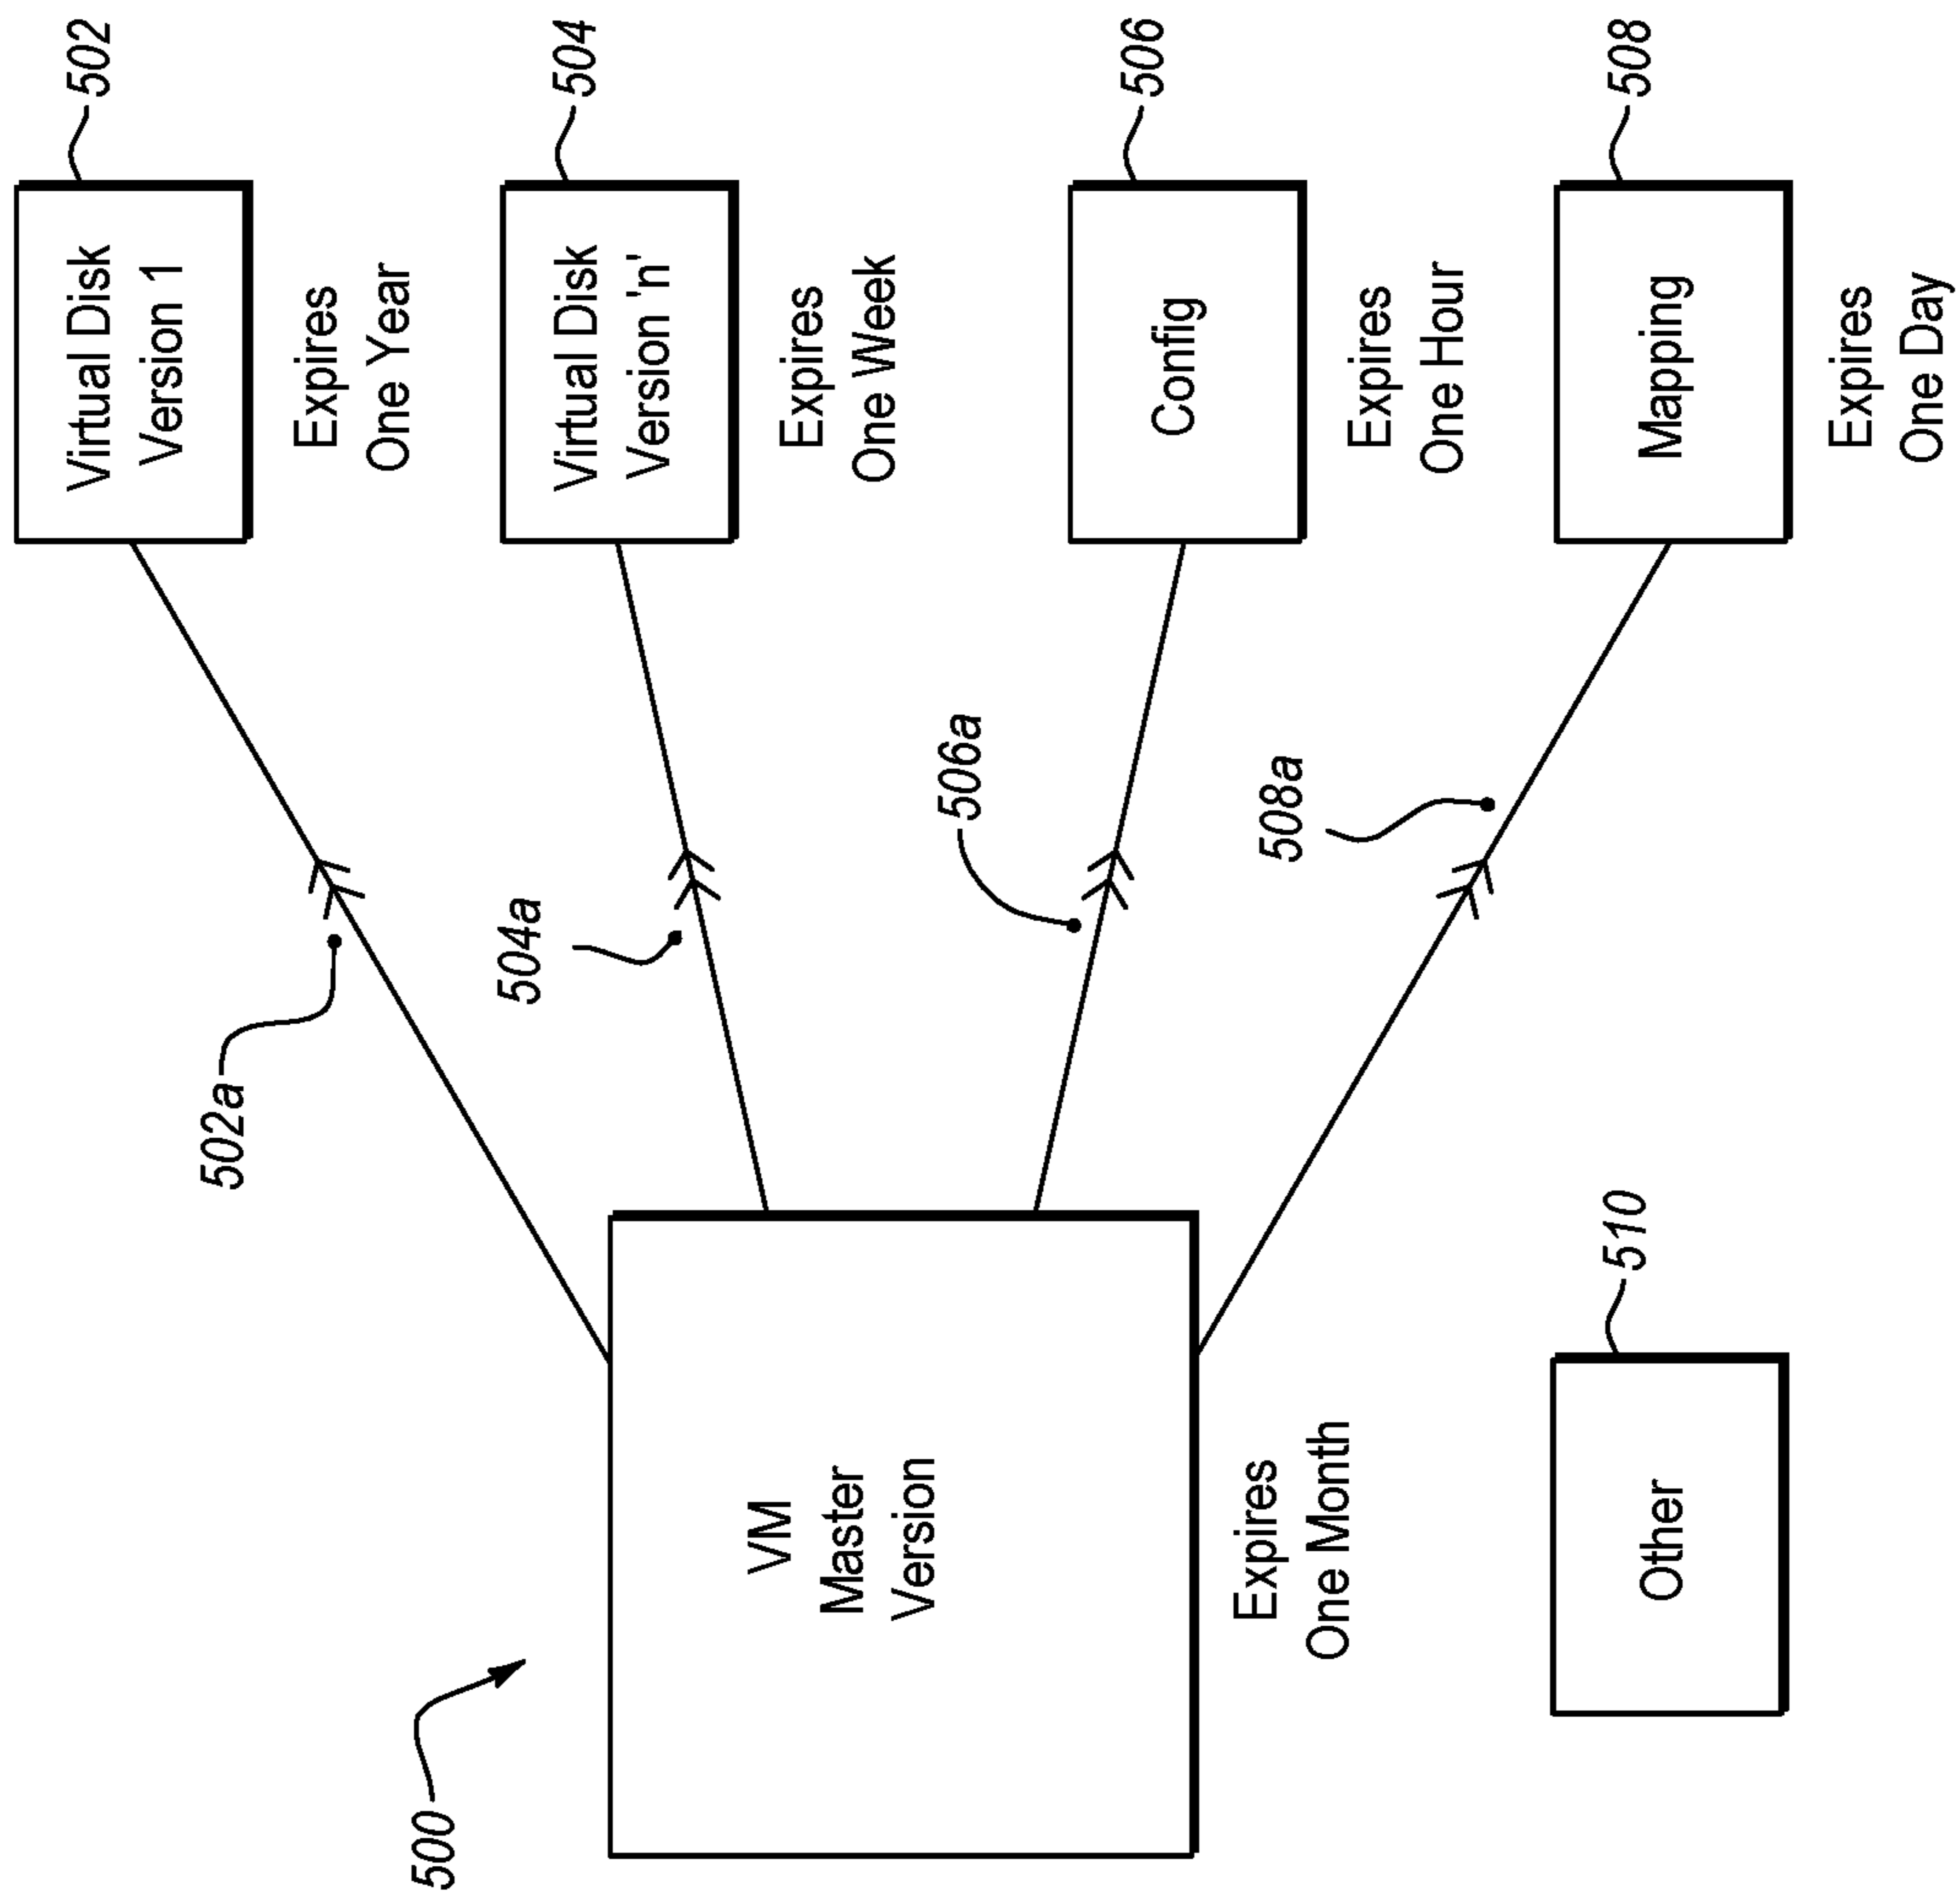 502
Virtual Disk
Version 1
Expires
One Year
502a
504
Virtual Disk
Version 'n'
Expires
One Week
504a
500
VM
Master
Version
Expires
One Month
506
Config
Expires
One Hour
506a
508
Mapping
Expires
One Day
508a
510
Other